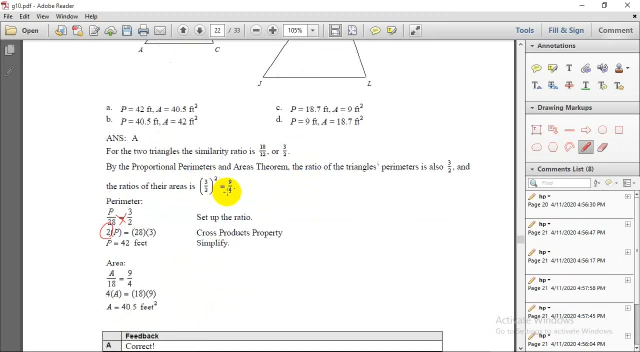 g10.pdf - Adobe Reader
File Edit View Window Help
Open 22 / 33 105% Tools Fill & Sign Comment
A C J L
a. P = 42 ft, A = 40.5 ft² c. P = 18.7 ft, A = 9 ft²
b. P = 40.5 ft, A = 42 ft² d. P = 9 ft, A = 18.7 ft²
ANS: A
For the two triangles the similarity ratio is 18/12, or 3/2.
By the Proportional Perimeters and Areas Theorem, the ratio of the triangles' perimeters is also 3/2, and
the ratios of their areas is (3/2)² = 9/4.
Perimeter:
P/28 = 3/2 Set up the ratio.
2(P) = (28)(3) Cross Products Property
P = 42 feet Simplify.
Area:
A/18 = 9/4
4(A) = (18)(9)
A = 40.5 feet²
Feedback
A Correct!
Annotations
Drawing Markups
Comments List (8)
Page 20 4/11/2020 4:56:30 PM
hp
Page 21 4/11/2020 4:56:47 PM
hp
Page 21 4/11/2020 4:56:17 PM
hp
Page 21 4/11/2020 4:57:58 PM
hp
Page 21 4/11/2020 4:57:45 PM
hp
Page 21 4/11/2020 4:56:04 PM
Activate Windows
Go to Settings to activate Windows.